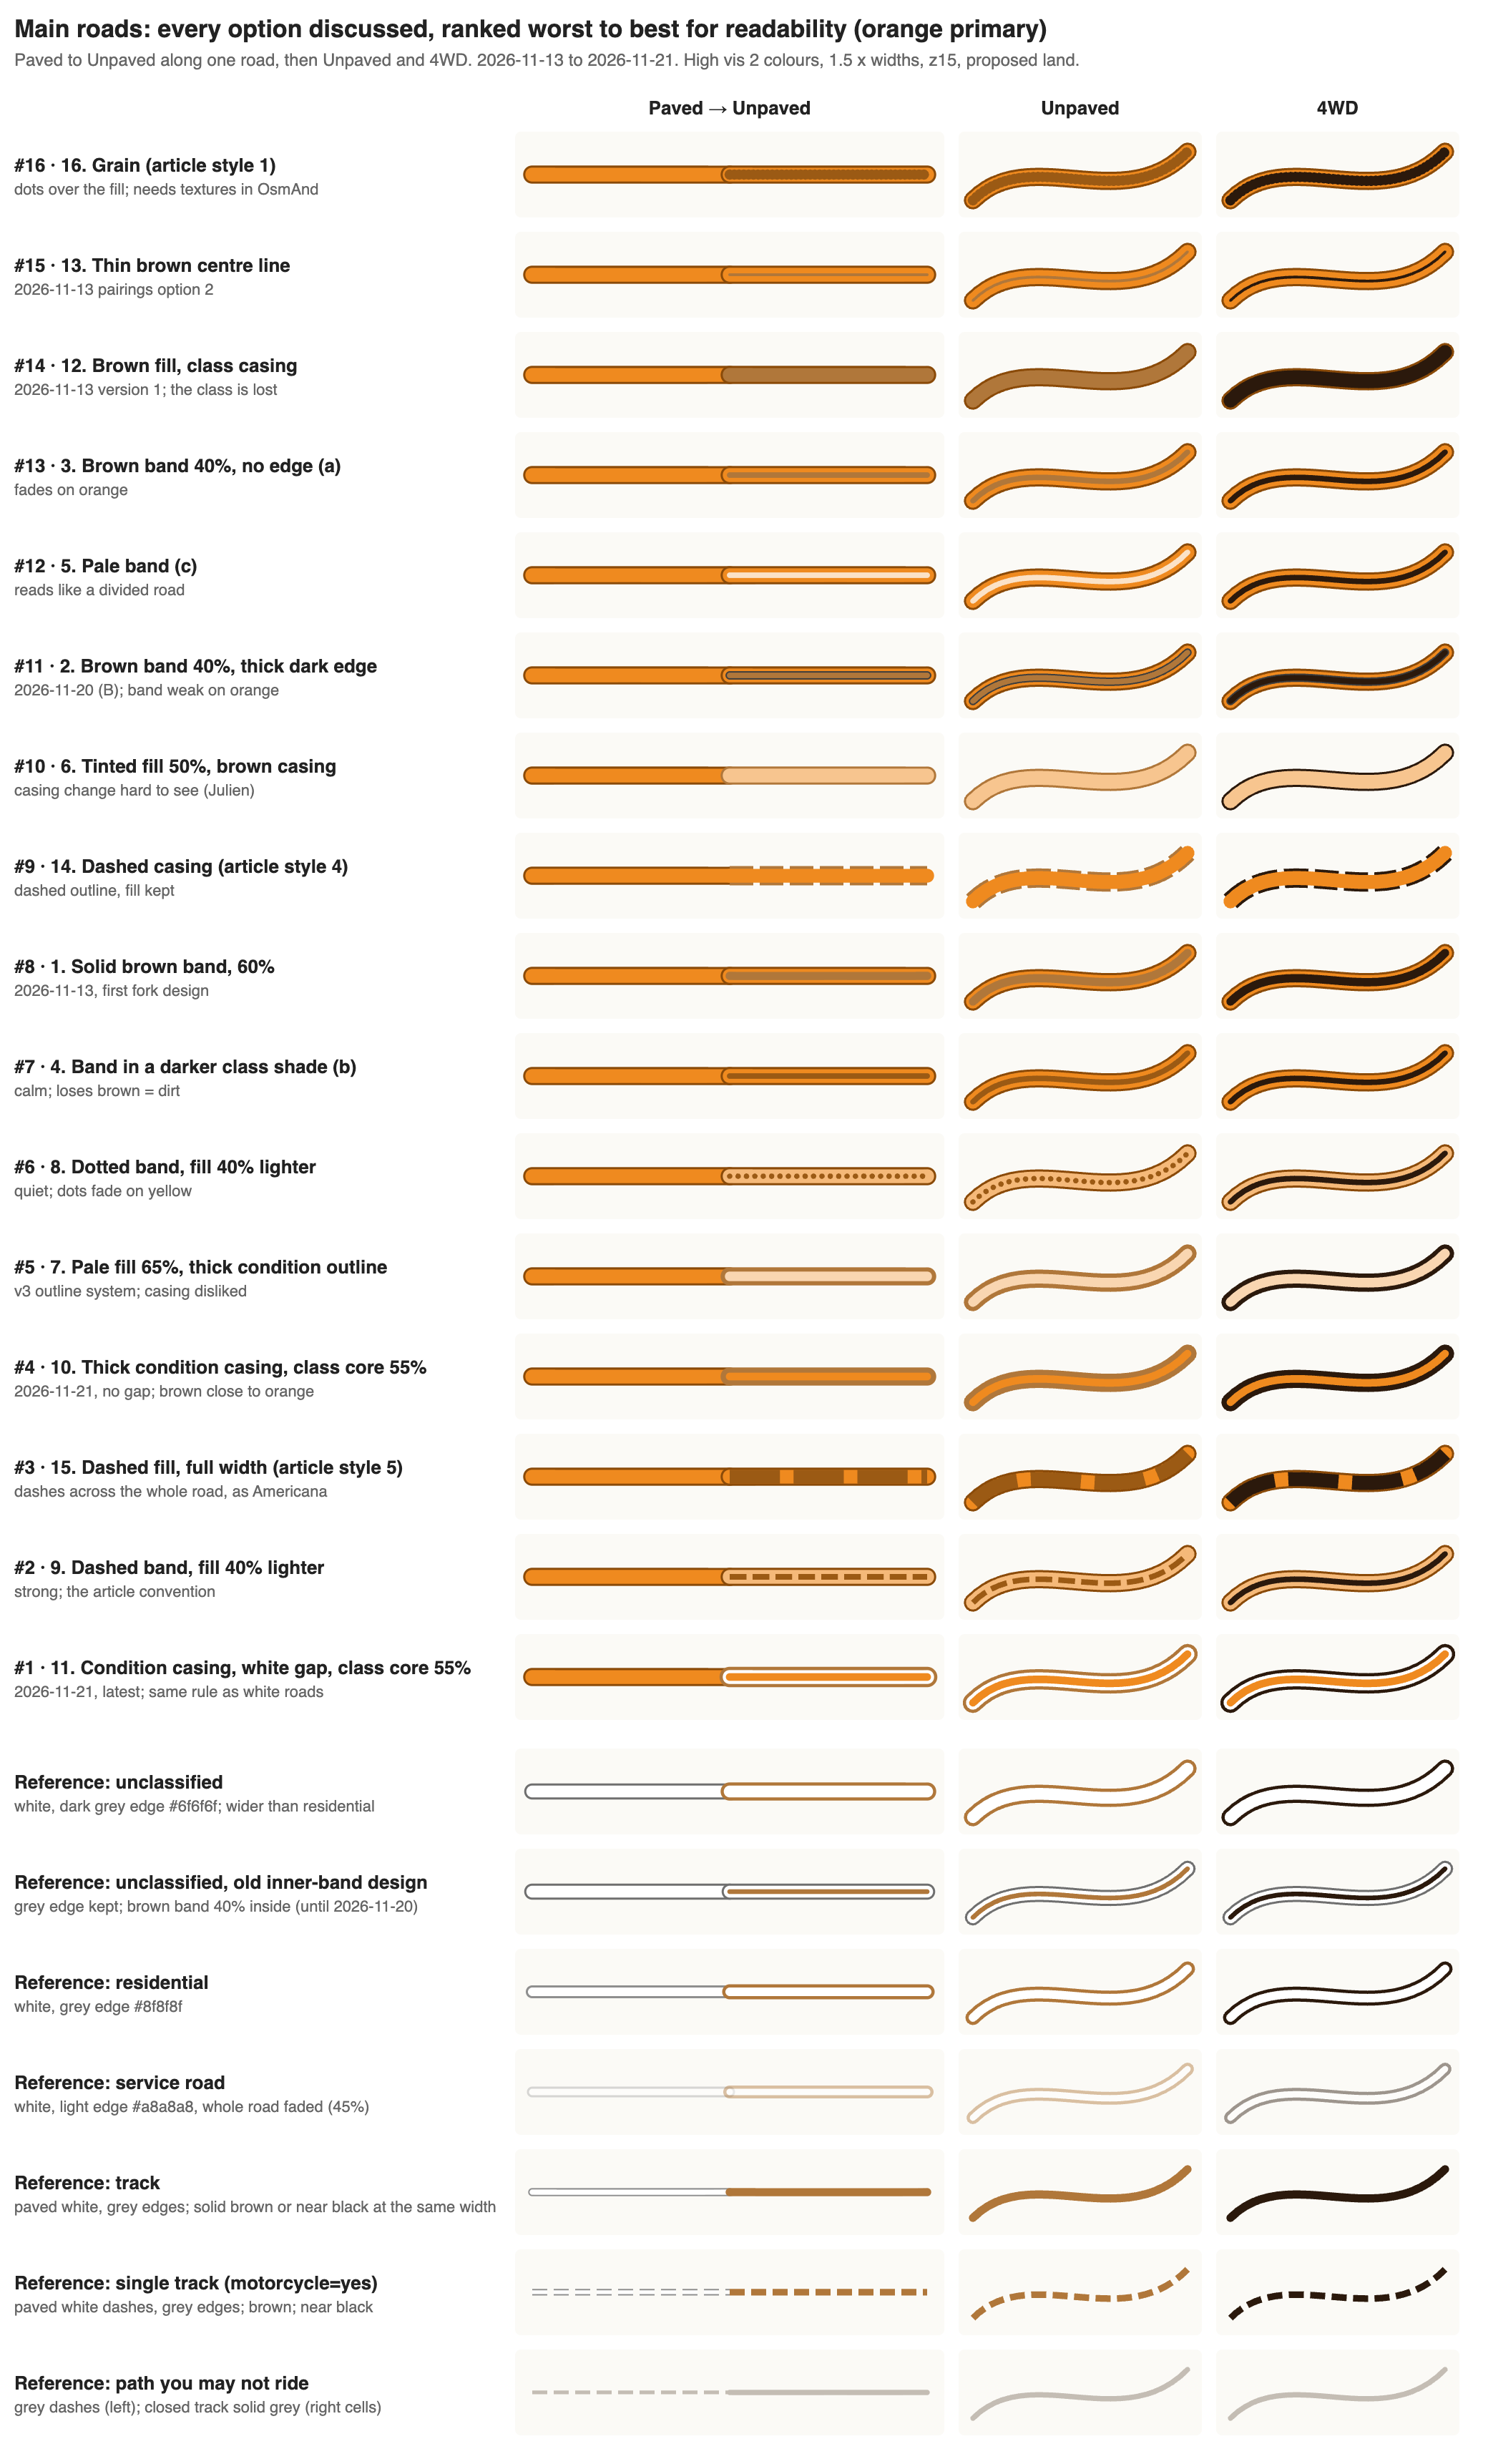 Main roads: every option discussed, ranked worst to best for readability (orange primary)
Paved to Unpaved along one road, then Unpaved and 4WD. 2026-11-13 to 2026-11-21. High vis 2 colours, 1.5 x widths, z15, proposed land.
Paved → Unpaved
Unpaved
4WD
#16 · 16. Grain (article style 1)
dots over the fill; needs textures in OsmAnd
#15 · 13. Thin brown centre line
2026-11-13 pairings option 2
#14 · 12. Brown fill, class casing
2026-11-13 version 1; the class is lost
#13 · 3. Brown band 40%, no edge (a)
fades on orange
#12 · 5. Pale band (c)
reads like a divided road
#11 · 2. Brown band 40%, thick dark edge
2026-11-20 (B); band weak on orange
#10 · 6. Tinted fill 50%, brown casing
casing change hard to see (Julien)
#9 · 14. Dashed casing (article style 4)
dashed outline, fill kept
#8 · 1. Solid brown band, 60%
2026-11-13, first fork design
#7 · 4. Band in a darker class shade (b)
calm; loses brown = dirt
#6 · 8. Dotted band, fill 40% lighter
quiet; dots fade on yellow
#5 · 7. Pale fill 65%, thick condition outline
v3 outline system; casing disliked
#4 · 10. Thick condition casing, class core 55%
2026-11-21, no gap; brown close to orange
#3 · 15. Dashed fill, full width (article style 5)
dashes across the whole road, as Americana
#2 · 9. Dashed band, fill 40% lighter
strong; the article convention
#1 · 11. Condition casing, white gap, class core 55%
2026-11-21, latest; same rule as white roads
Reference: unclassified
white, dark grey edge #6f6f6f; wider than residential
Reference: unclassified, old inner-band design
grey edge kept; brown band 40% inside (until 2026-11-20)
Reference: residential
white, grey edge #8f8f8f
Reference: service road
white, light edge #a8a8a8, whole road faded (45%)
Reference: track
paved white, grey edges; solid brown or near black at the same width
Reference: single track (motorcycle=yes)
paved white dashes, grey edges; brown; near black
Reference: path you may not ride
grey dashes (left); closed track solid grey (right cells)